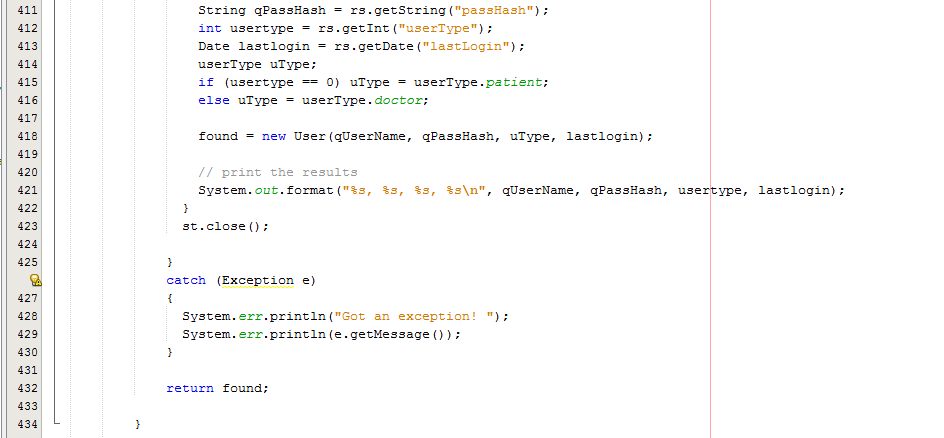 411 String qPassHash = rs.getString("passHash");
412 int usertype = rs.getInt("userType");
413 Date lastlogin = rs.getDate("lastLogin");
414 userType uType;
415 if (usertype == 0) uType = userType.patient;
416 else uType = userType.doctor;
417
418 found = new User(qUserName, qPassHash, uType, lastlogin);
419
420 // print the results
421 System.out.format("%s, %s, %s, %s\n", qUserName, qPassHash, usertype, lastlogin);
422 }
423 st.close();
424
425 }
catch (Exception e)
427 {
428 System.err.println("Got an exception! ");
429 System.err.println(e.getMessage());
430 }
431
432 return found;
433
434 }